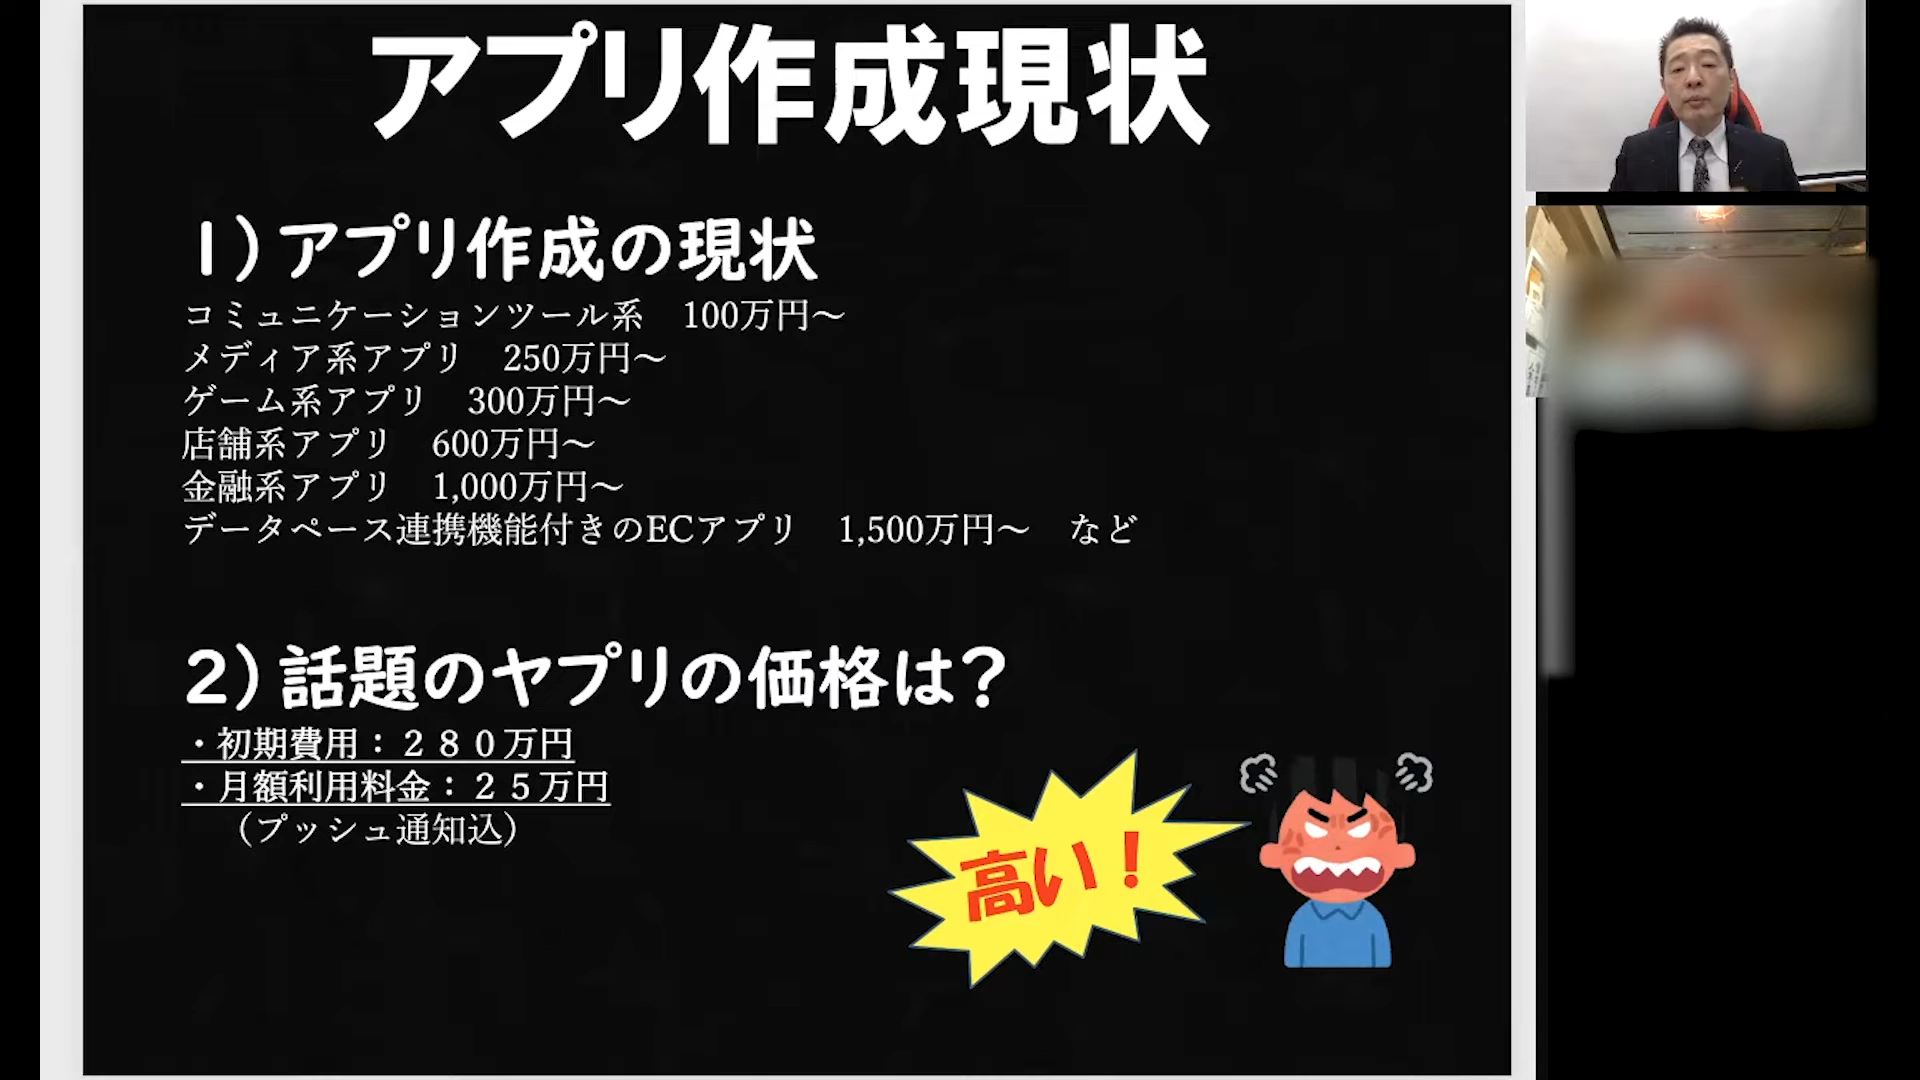 アプリ作成現状
1）アプリ作成の現状
コミュニケーションツール系　100万円～
メディア系アプリ　250万円～
ゲーム系アプリ　300万円～
店舗系アプリ　600万円～
金融系アプリ　1,000万円～
データベース連携機能付きのECアプリ　1,500万円～　など
2）話題のヤプリの価格は？
・初期費用：２８０万円
・月額利用料金：２５万円
（プッシュ通知込）
高い！